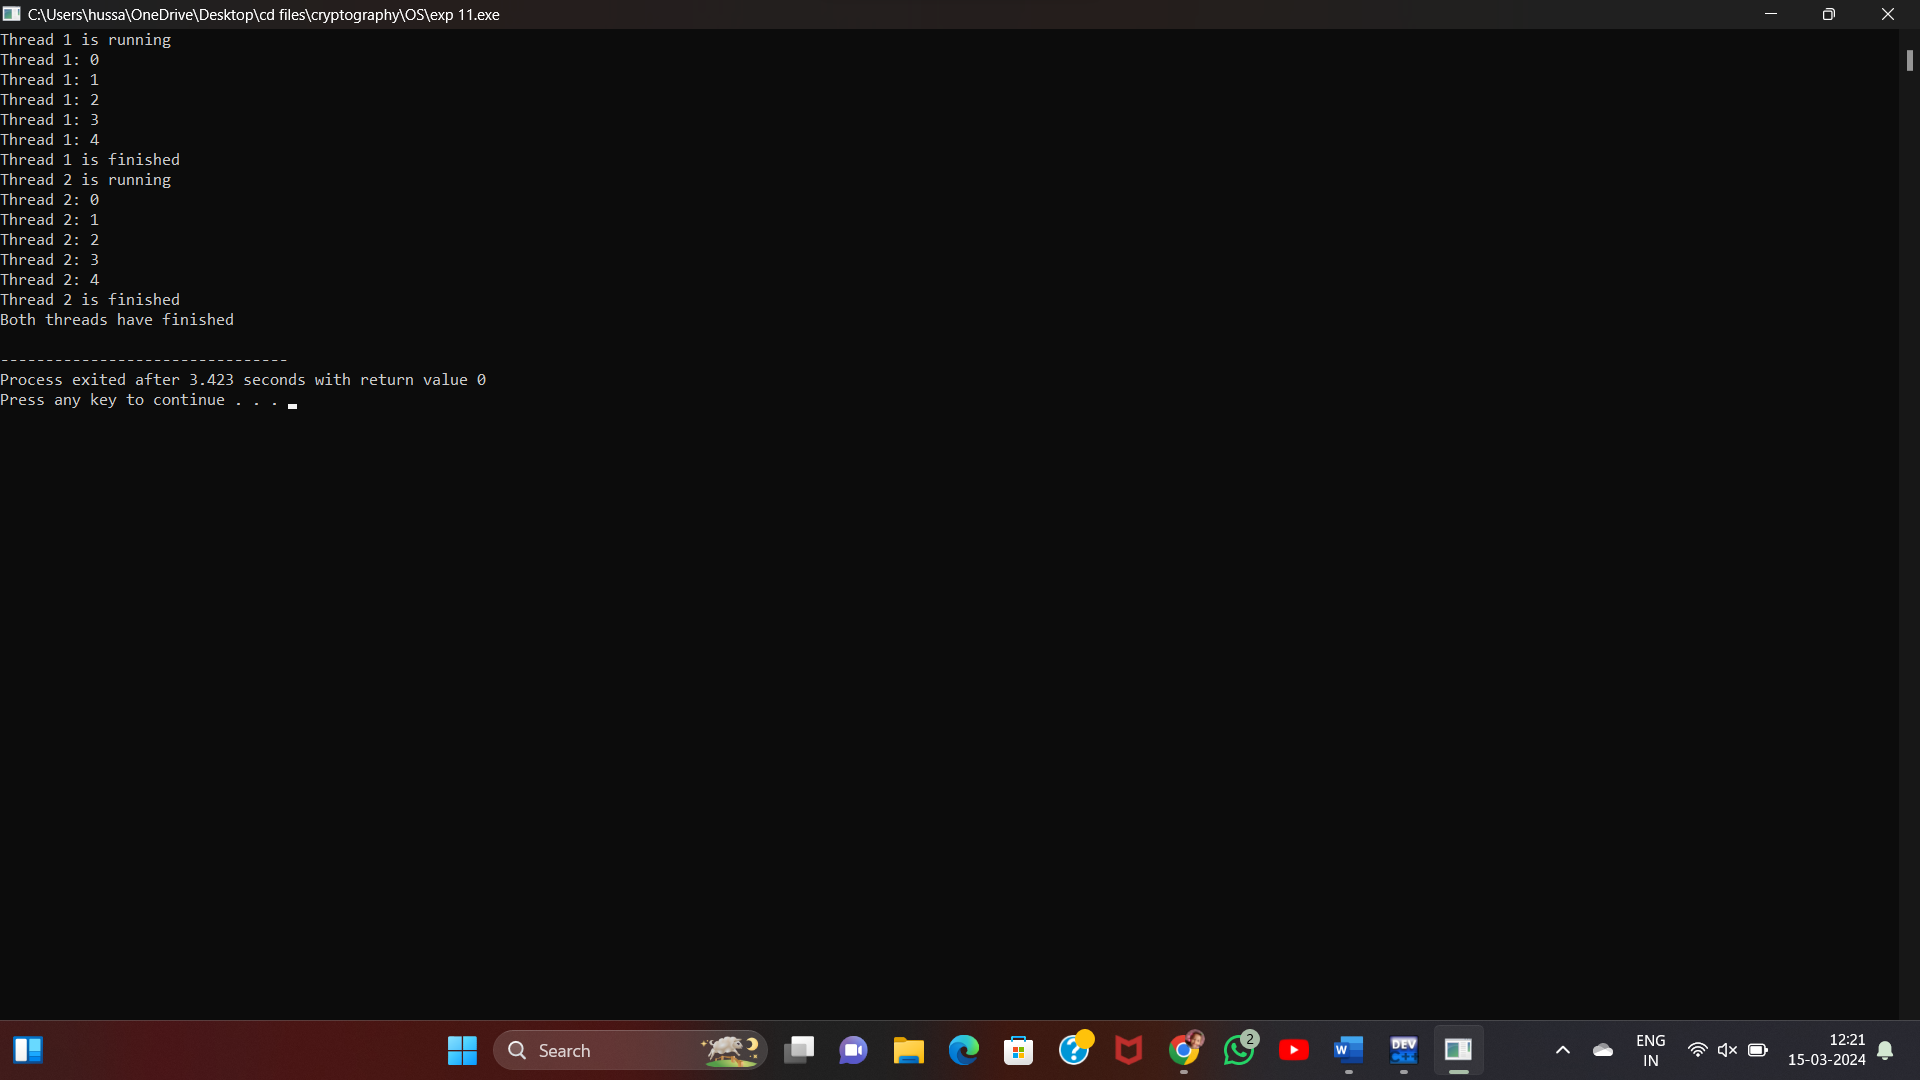 C:\Users\hussa\OneDrive\Desktop\cd files\cryptography\OS\exp 11.exe
Thread 1 is running
Thread 1: 0
Thread 1: 1
Thread 1: 2
Thread 1: 3
Thread 1: 4
Thread 1 is finished
Thread 2 is running
Thread 2: 0
Thread 2: 1
Thread 2: 2
Thread 2: 3
Thread 2: 4
Thread 2 is finished
Both threads have finished
--------------------------------
Process exited after 3.423 seconds with return value 0
Press any key to continue . . .
Search
2
W
DEV
C++
ENG
IN
12:21
15-03-2024